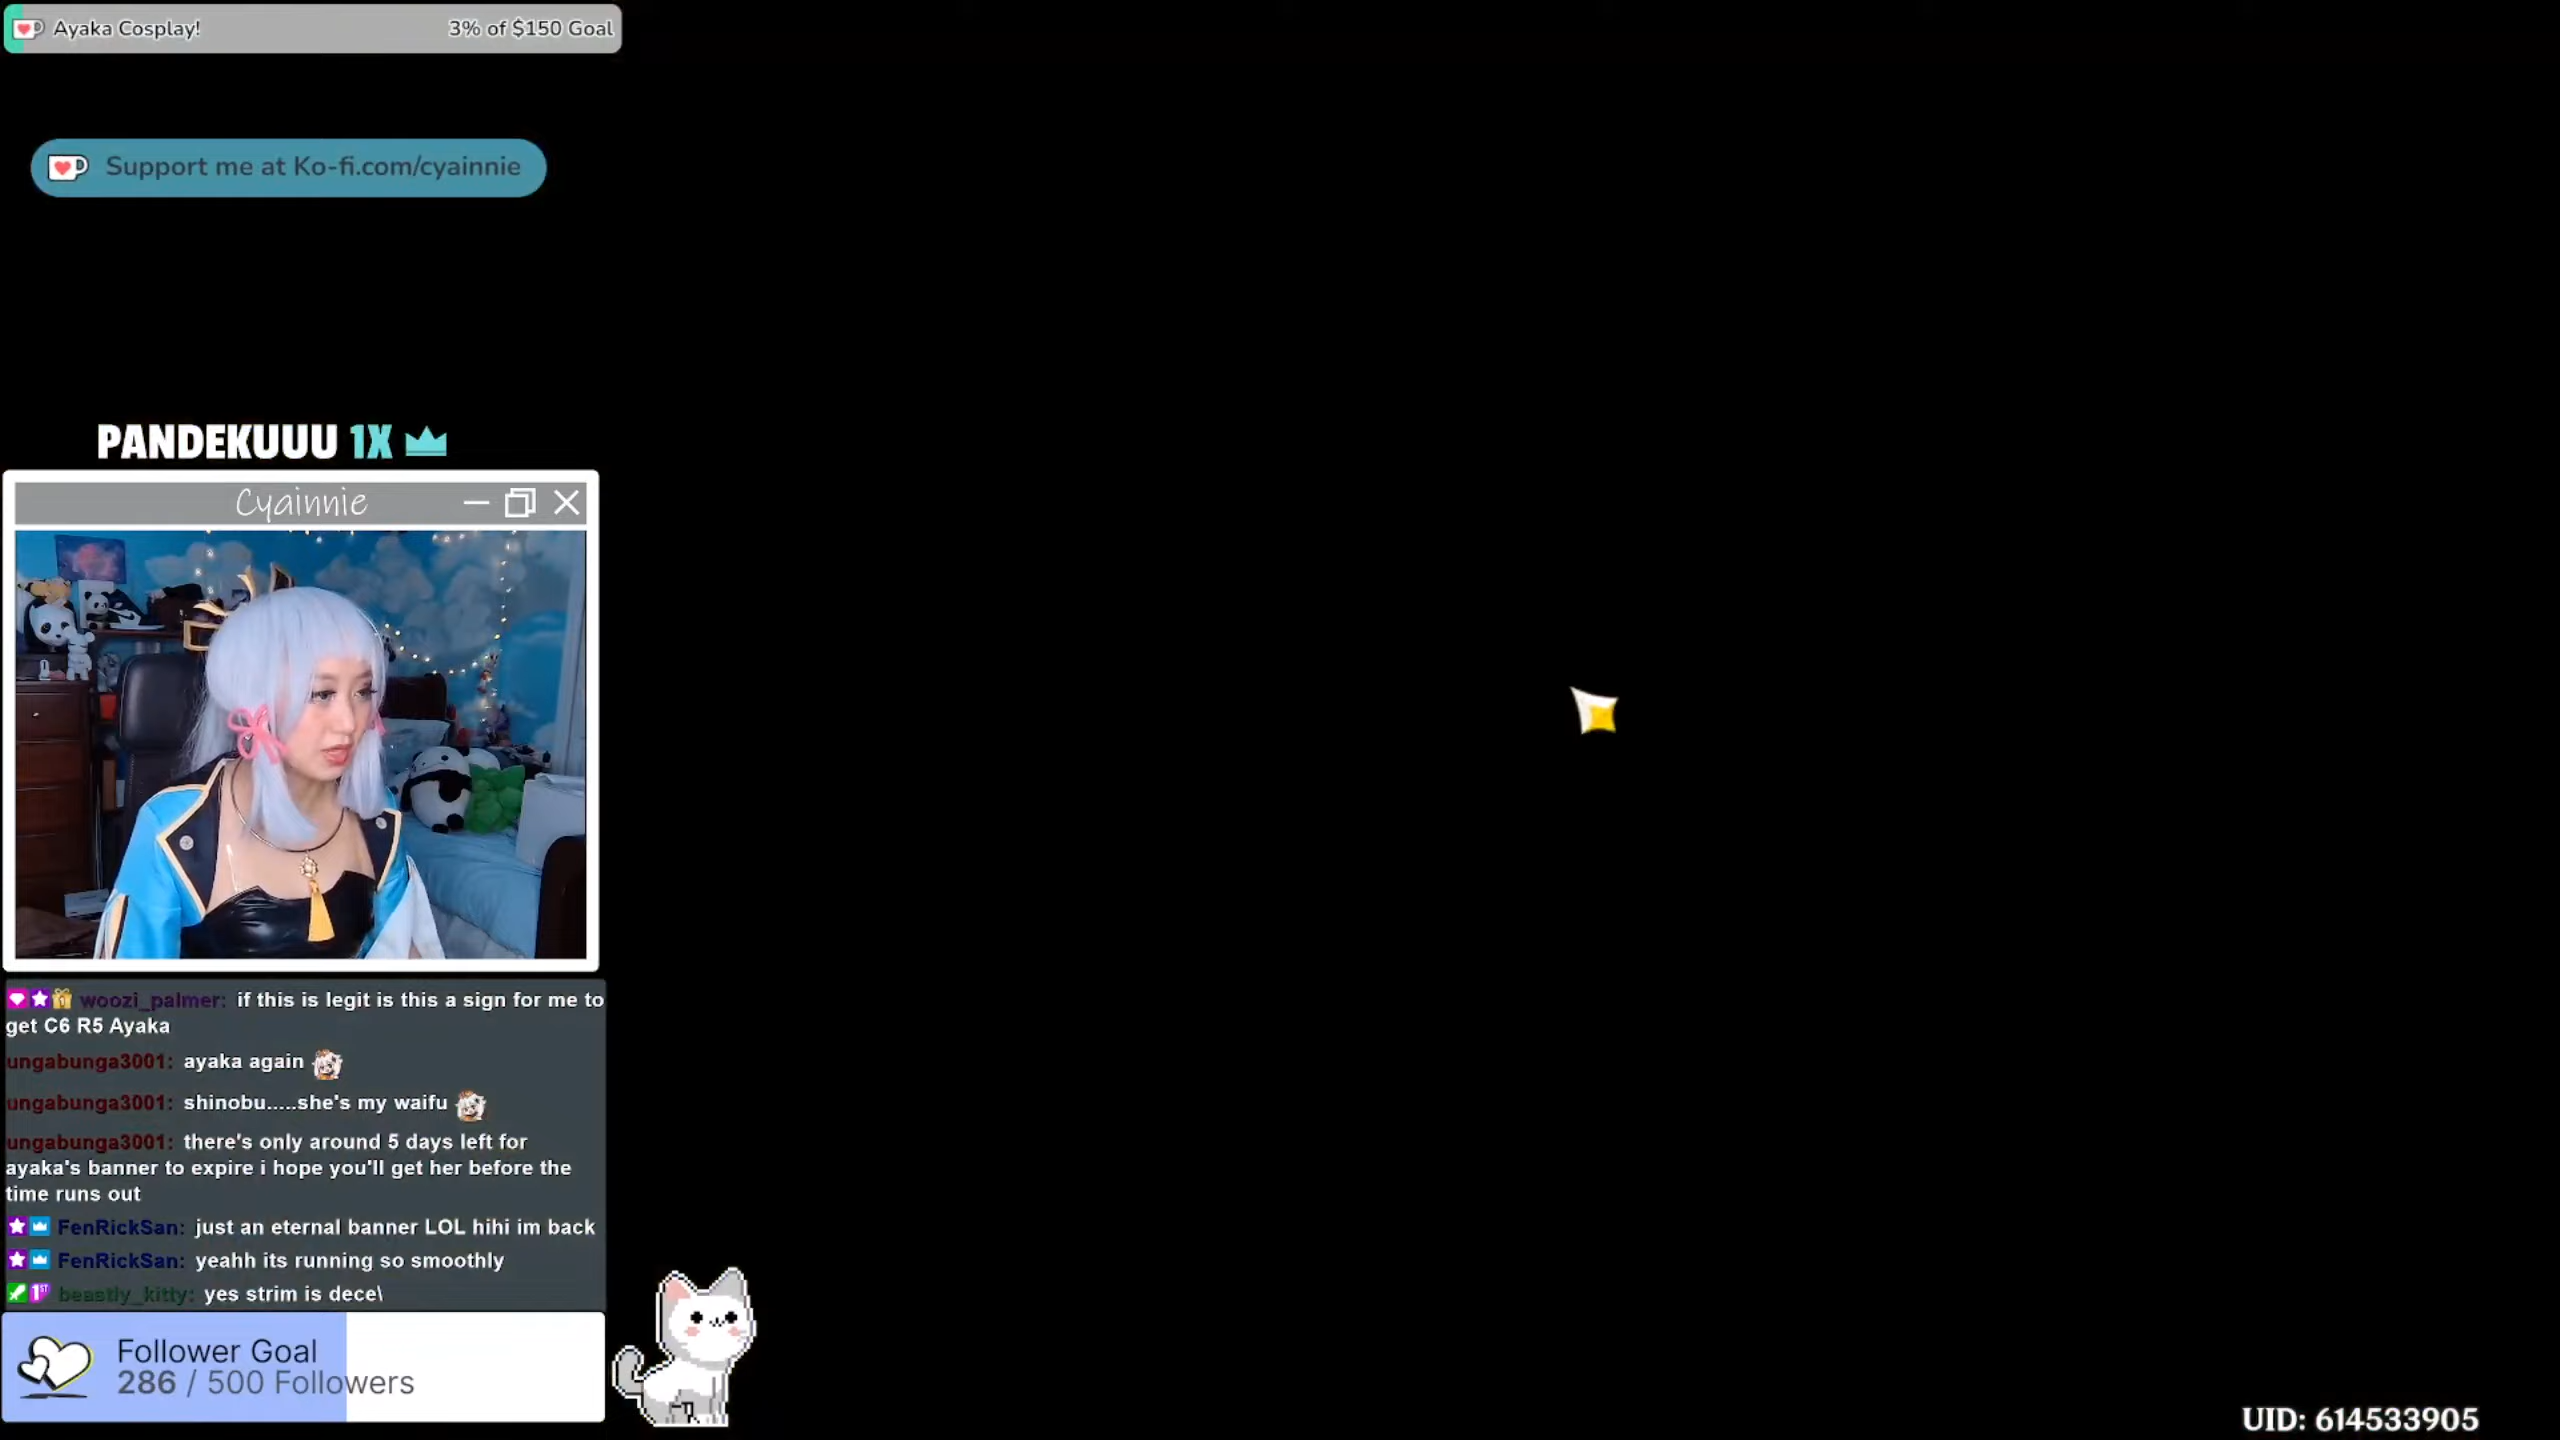 Ayaka Cosplay!
3% of $150 Goal
Support me at Ko-fi.com/cyainnie
PANDEKUUU 1X
Cyainnie
woozi_palmer: if this is legit is this a sign for me to
get C6 R5 Ayaka
ungabunga3001: ayaka again
ungabunga3001: shinobu.....she's my waifu
ungabunga3001: there's only around 5 days left for
ayaka's banner to expire i hope you'll get her before the
time runs out
FenRickSan: just an eternal banner LOL hihi im back
FenRickSan: yeahh its running so smoothly
1ST beastly_kitty: yes strim is dece\
Follower Goal
286 / 500 Followers
UID: 614533905